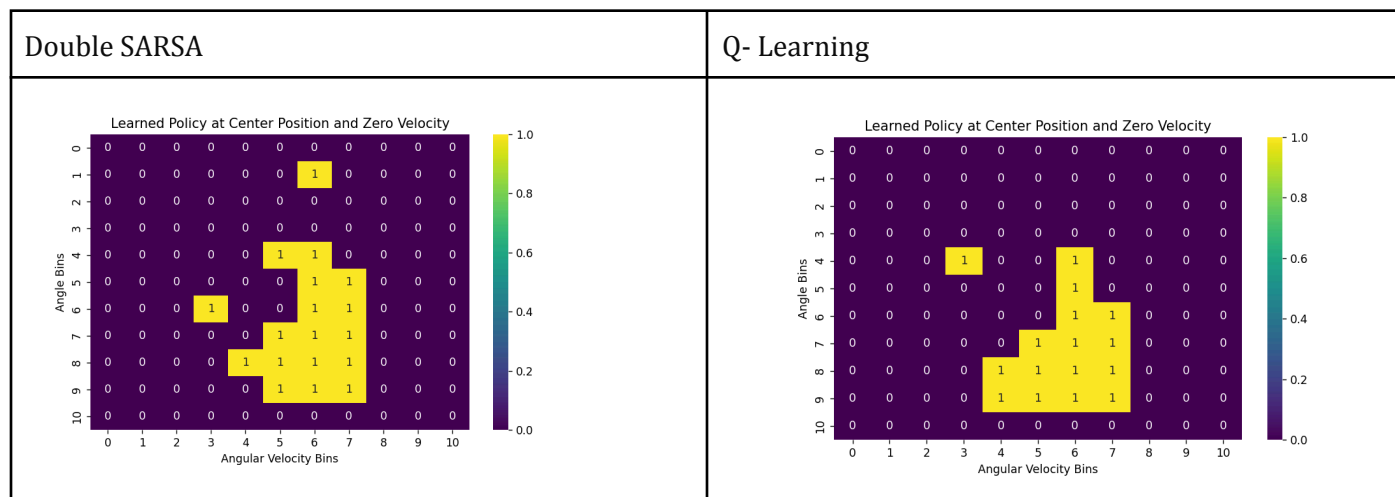 Double SARSA
Q- Learning
Learned Policy at Center Position and Zero Velocity
Angle Bins
0 0 0 0 0 0 0 0 0 0 0 0
1 0 0 0 0 0 0 1 0 0 0 0
2 0 0 0 0 0 0 0 0 0 0 0
3 0 0 0 0 0 0 0 0 0 0 0
4 0 0 0 0 0 1 1 0 0 0 0
5 0 0 0 0 0 0 1 1 0 0 0
6 0 0 0 1 0 0 1 1 0 0 0
7 0 0 0 0 0 1 1 1 0 0 0
8 0 0 0 0 1 1 1 1 0 0 0
9 0 0 0 0 0 1 1 1 0 0 0
10 0 0 0 0 0 0 0 0 0 0 0
0 1 2 3 4 5 6 7 8 9 10
Angular Velocity Bins
1.0
0.8
0.6
0.4
0.2
0.0
Learned Policy at Center Position and Zero Velocity
Angle Bins
0 0 0 0 0 0 0 0 0 0 0 0
1 0 0 0 0 0 0 0 0 0 0 0
2 0 0 0 0 0 0 0 0 0 0 0
3 0 0 0 0 0 0 0 0 0 0 0
4 0 0 0 1 0 0 1 0 0 0 0
5 0 0 0 0 0 0 1 0 0 0 0
6 0 0 0 0 0 0 1 1 0 0 0
7 0 0 0 0 0 1 1 1 0 0 0
8 0 0 0 0 1 1 1 1 0 0 0
9 0 0 0 0 1 1 1 1 0 0 0
10 0 0 0 0 0 0 0 0 0 0 0
0 1 2 3 4 5 6 7 8 9 10
Angular Velocity Bins
1.0
0.8
0.6
0.4
0.2
0.0